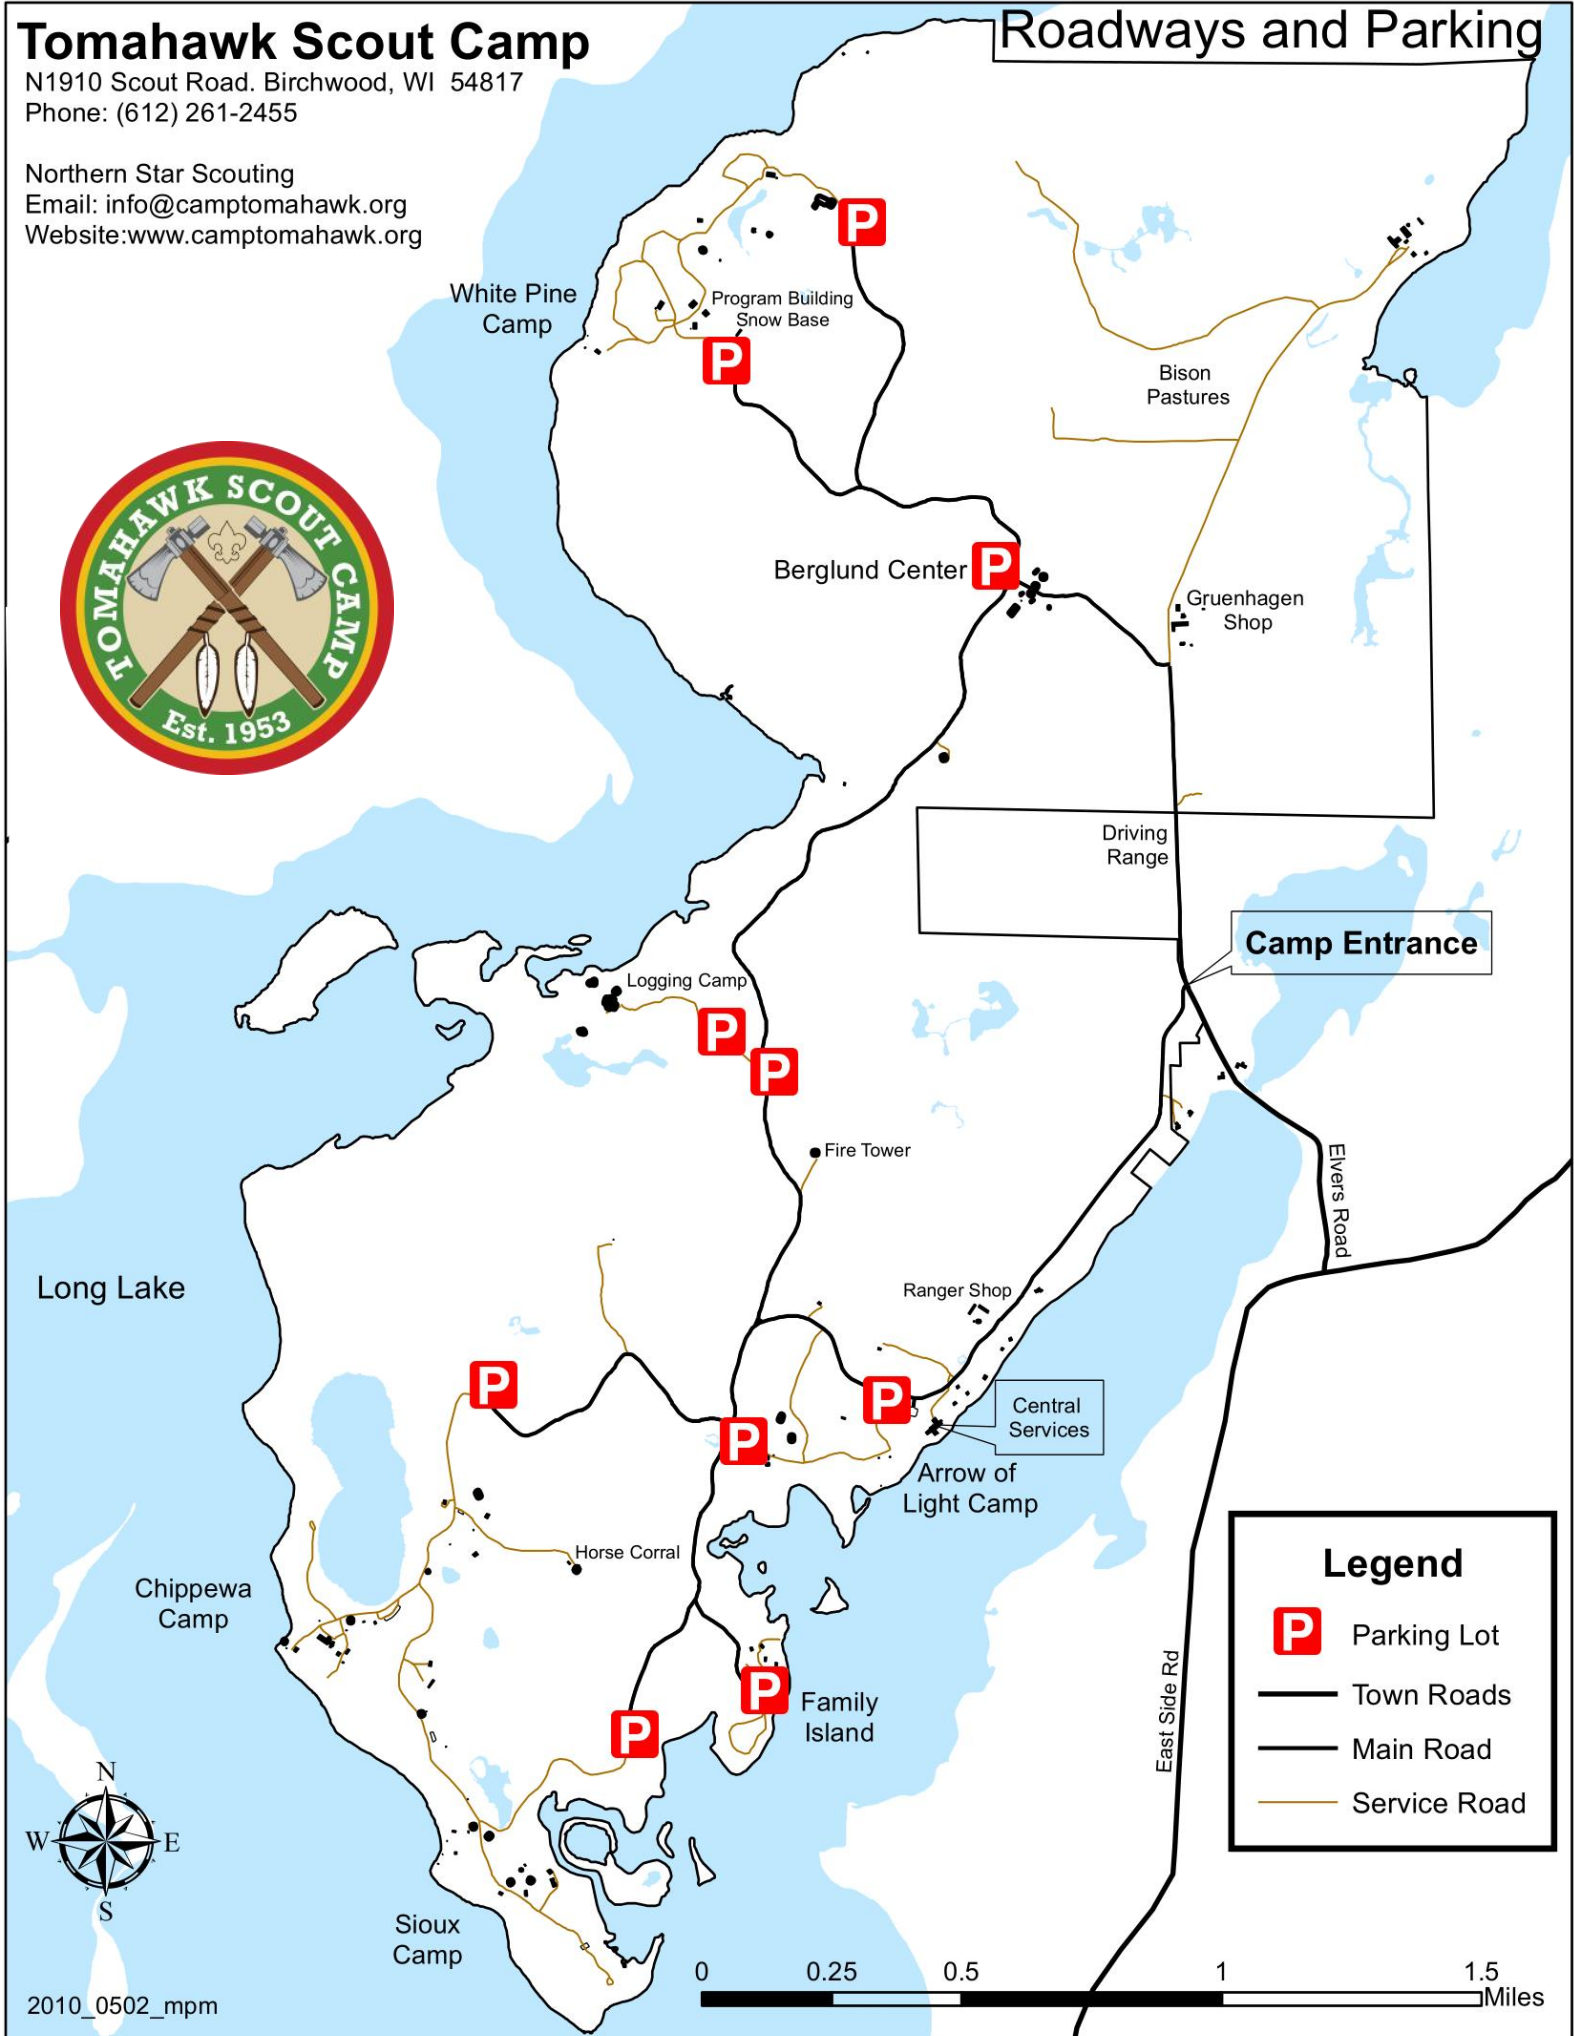 Tomahawk Scout Camp
N1910 Scout Road. Birchwood, WI 54817
Phone: (612) 261-2455
Northern Star Scouting
Email: info@camptomahawk.org
Website:www.camptomahawk.org
Roadways and Parking
P
White Pine
Camp
Program Building
Snow Base
P
Bison
Pastures
TOMAHAWK SCOUT CAMP
Est. 1953
Berglund Center
P
Gruenhagen
Shop
Driving
Range
Camp Entrance
Logging Camp
P
P
Fire Tower
Elvers Road
Long Lake
Ranger Shop
P
P
P
Central
Services
Arrow of
Light Camp
Horse Corral
Chippewa
Camp
P
Family
Island
P
East Side Rd
Legend
P Parking Lot
Town Roads
Main Road
Service Road
N
W E
S
Sioux
Camp
0 0.25 0.5 1 1.5
Miles
2010_0502_mpm